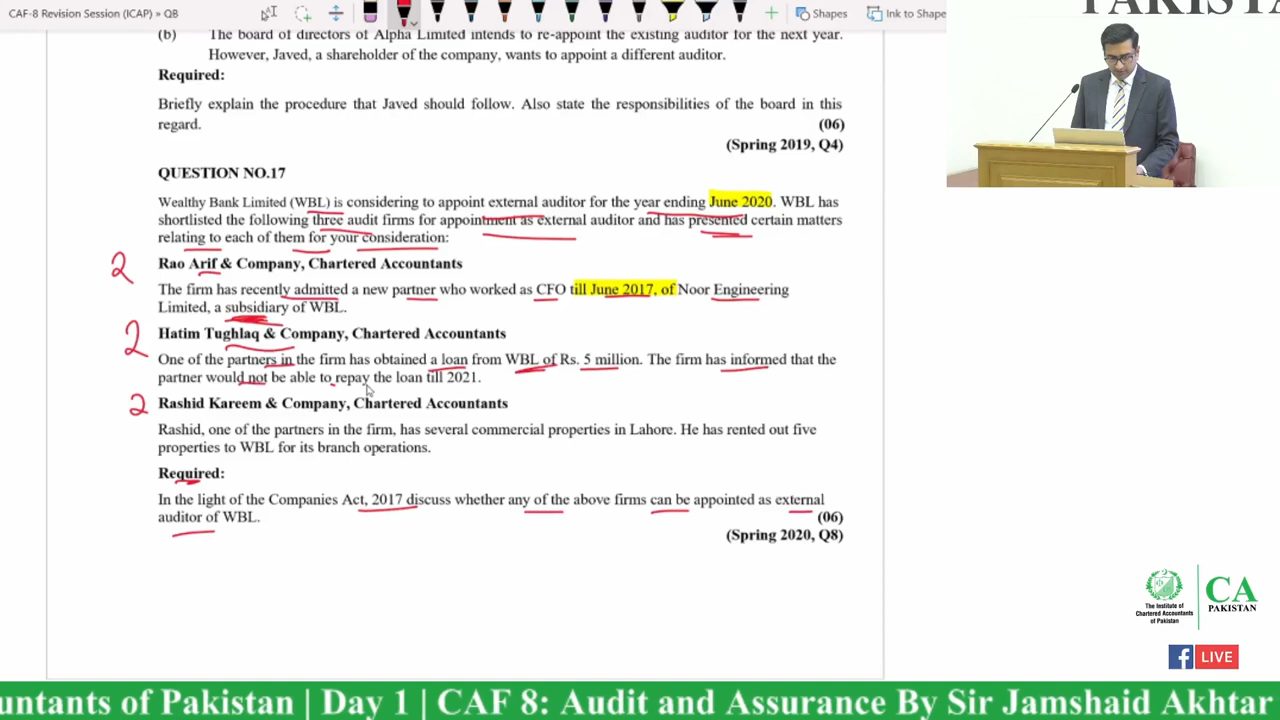 PAKISTAN
CAF-8 Revision Session (ICAP) » QB
Shapes
Ink to Shape
(b) The board of directors of Alpha Limited intends to re-appoint the existing auditor for the next year.
However, Javed, a shareholder of the company, wants to appoint a different auditor.
Required:
Briefly explain the procedure that Javed should follow. Also state the responsibilities of the board in this
regard. (06)
(Spring 2019, Q4)
QUESTION NO.17
Wealthy Bank Limited (WBL) is considering to appoint external auditor for the year ending June 2020. WBL has
shortlisted the following three audit firms for appointment as external auditor and has presented certain matters
relating to each of them for your consideration:
2 Rao Arif & Company, Chartered Accountants
The firm has recently admitted a new partner who worked as CFO till June 2017, of Noor Engineering
Limited, a subsidiary of WBL.
2 Hatim Tughlaq & Company, Chartered Accountants
One of the partners in the firm has obtained a loan from WBL of Rs. 5 million. The firm has informed that the
partner would not be able to repay the loan till 2021.
2 Rashid Kareem & Company, Chartered Accountants
Rashid, one of the partners in the firm, has several commercial properties in Lahore. He has rented out five
properties to WBL for its branch operations.
Required:
In the light of the Companies Act, 2017 discuss whether any of the above firms can be appointed as external
auditor of WBL. (06)
(Spring 2020, Q8)
The Institute of
Chartered Accountants
of Pakistan
CA
PAKISTAN
f LIVE
untants of Pakistan | Day 1 | CAF 8: Audit and Assurance By Sir Jamshaid Akhtar